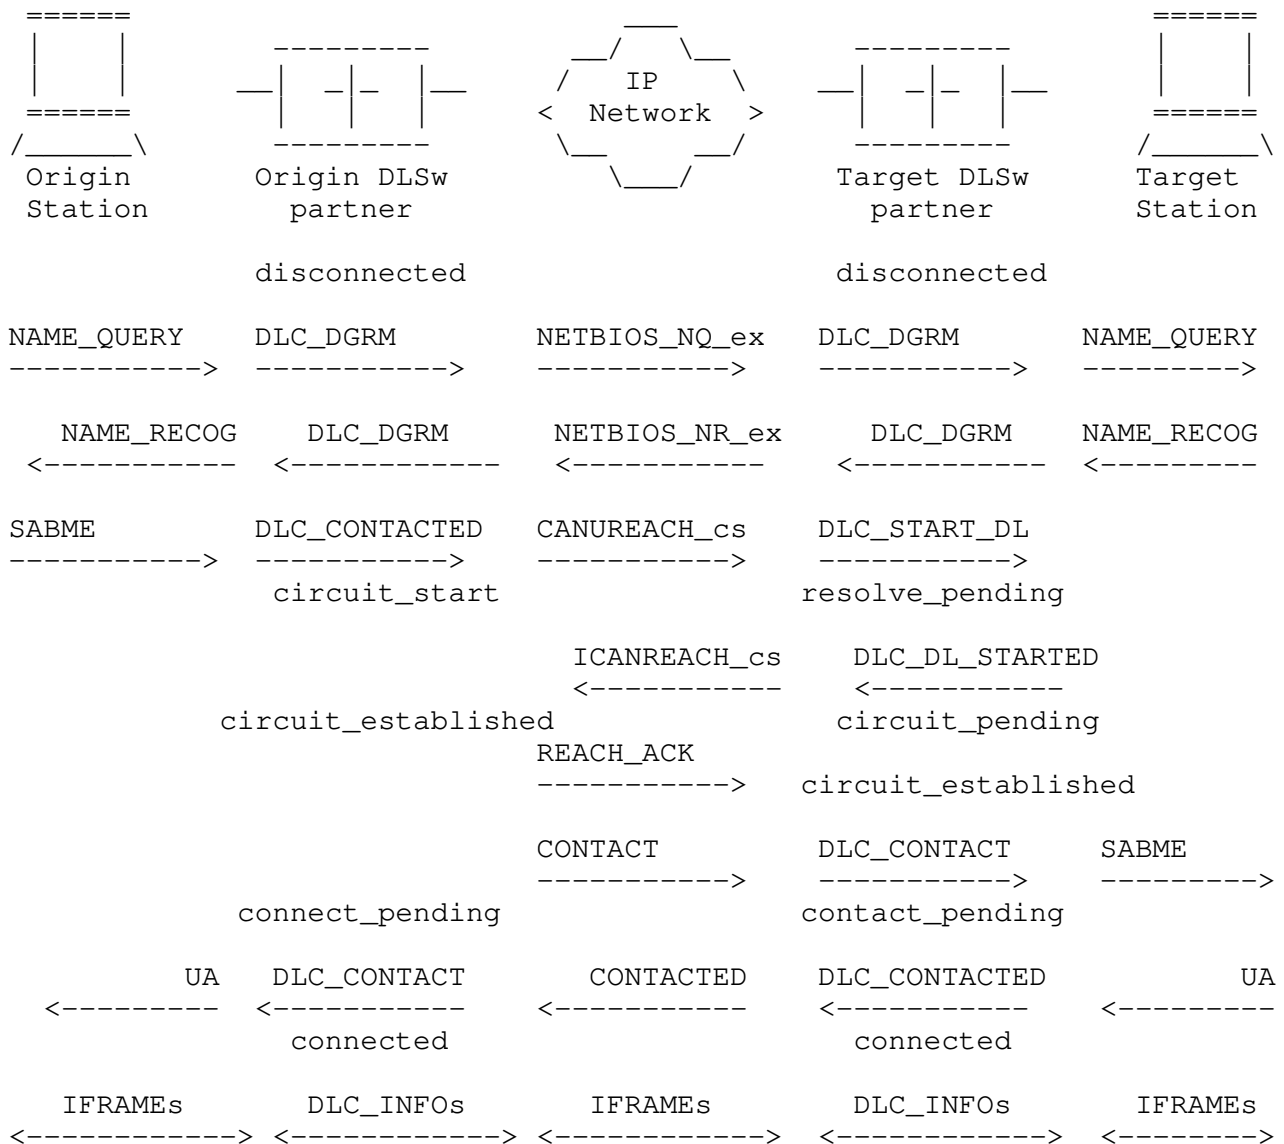 IP
Network
Origin Origin DLSw Target DLSw Target
Station partner partner Station
disconnected disconnected
NAME_QUERY DLC_DGRM NETBIOS_NQ_ex DLC_DGRM NAME_QUERY
NAME_RECOG DLC_DGRM NETBIOS_NR_ex DLC_DGRM NAME_RECOG
SABME DLC_CONTACTED CANUREACH_cs DLC_START_DL
circuit_start resolve_pending
ICANREACH_cs DLC_DL_STARTED
circuit_established circuit_pending
REACH_ACK
circuit_established
CONTACT DLC_CONTACT SABME
connect_pending contact_pending
UA DLC_CONTACT CONTACTED DLC_CONTACTED UA
connected connected
IFRAMEs DLC_INFOs IFRAMEs DLC_INFOs IFRAMEs